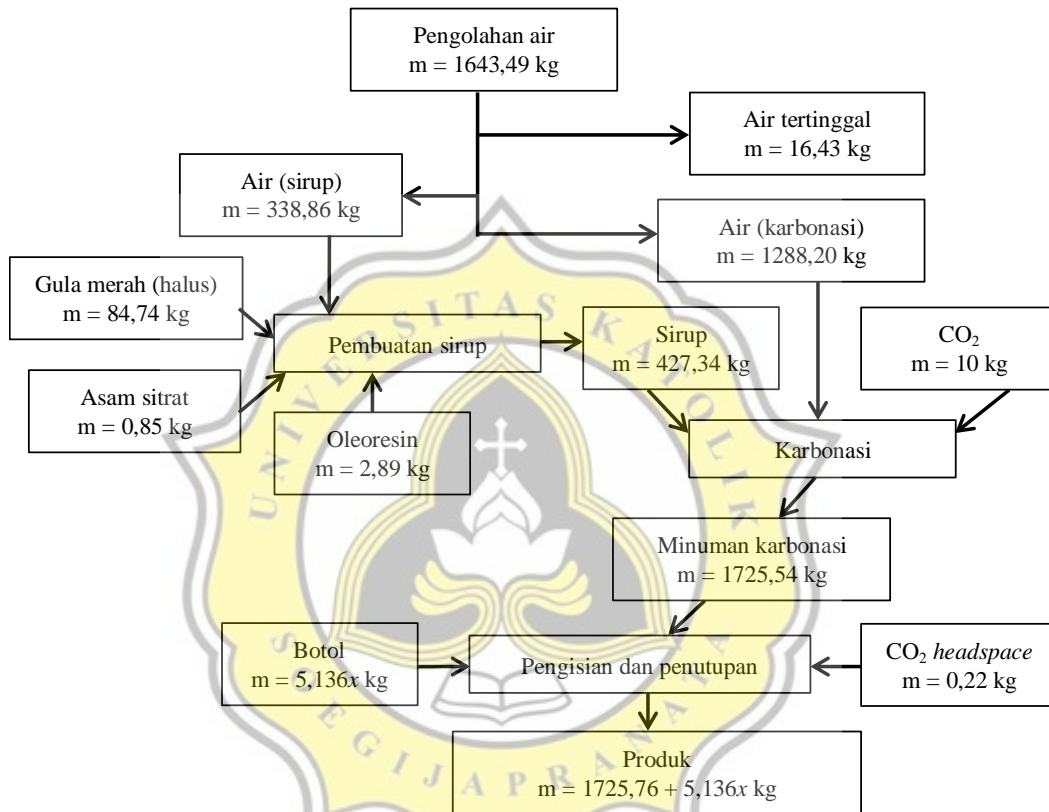 Pengolahan air
m = 1643,49 kg
Air tertinggal
m = 16,43 kg
Air (sirup)
m = 338,86 kg
Air (karbonasi)
m = 1288,20 kg
Gula merah (halus)
m = 84,74 kg
Pembuatan sirup
Sirup
m = 427,34 kg
CO₂
m = 10 kg
Asam sitrat
m = 0,85 kg
Oleoresin
m = 2,89 kg
Karbonasi
Minuman karbonasi
m = 1725,54 kg
Botol
m = 5,136x kg
Pengisian dan penutupan
CO₂ headspace
m = 0,22 kg
Produk
m = 1725,76 + 5,136x kg
UNIVERSITAS KATOLIK
SOEGIJAPRANATA